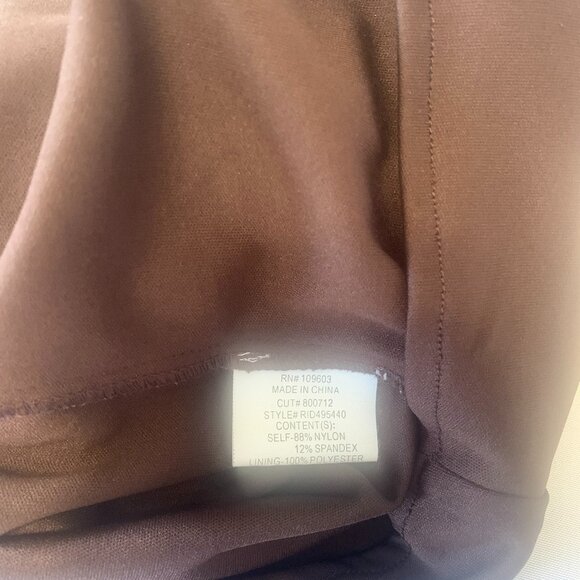 RN# 109603
MADE IN CHINA
CUT# 800712
STYLE# RID495440
CONTENT(S):
SELF-88% NYLON
12% SPANDEX
LINING-100% POLYESTER